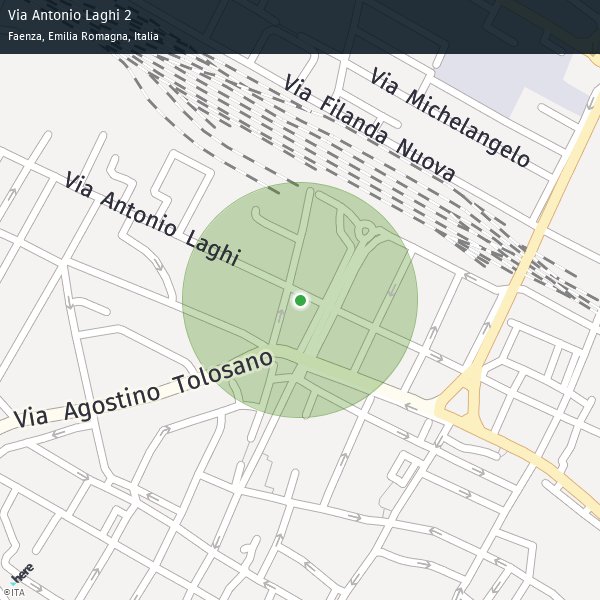 Via Antonio Laghi 2
Faenza, Emilia Romagna, Italia
Via Michelangelo
Via Filanda Nuova
Via Antonio Laghi
Via Agostino Tolosano
here
©ITA